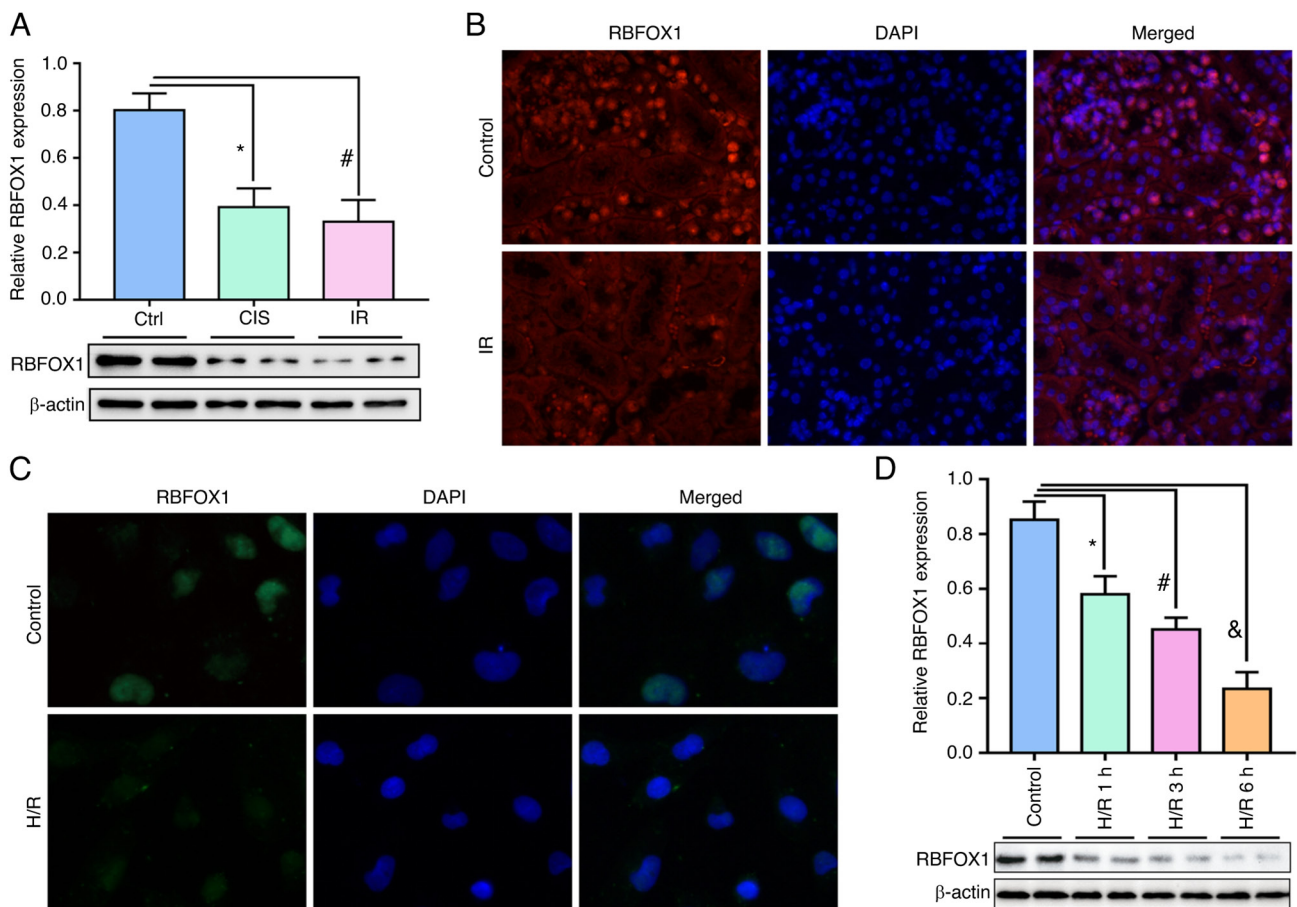 A
Relative RBFOX1 expression
1.0
0.8
0.6
0.4
0.2
0.0
*
#
Ctrl CIS IR
RBFOX1
β-actin
B
RBFOX1 DAPI Merged
Control
IR
C
RBFOX1 DAPI Merged
Control
H/R
D
Relative RBFOX1 expression
1.0
0.8
0.6
0.4
0.2
0.0
*
#
&
Control
H/R 1 h
H/R 3 h
H/R 6 h
RBFOX1
β-actin